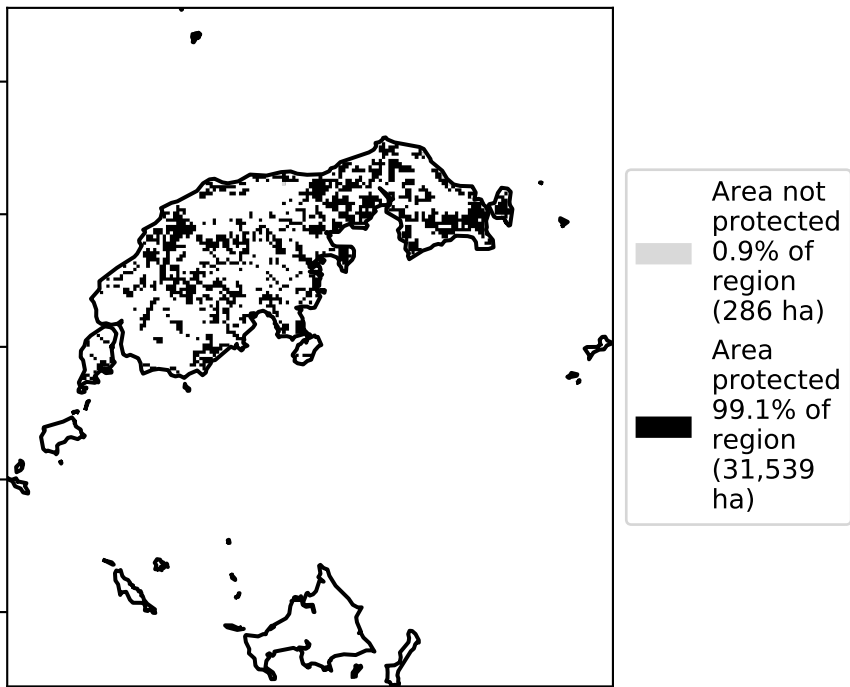 Area not
protected
0.9% of
region
(286 ha)
Area
protected
99.1% of
region
(31,539
ha)